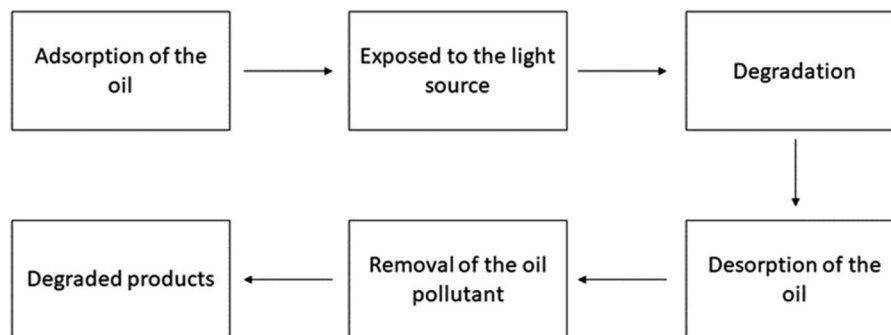 Adsorption of the
oil
Exposed to the light
source
Degradation
Desorption of the
oil
Removal of the oil
pollutant
Degraded products